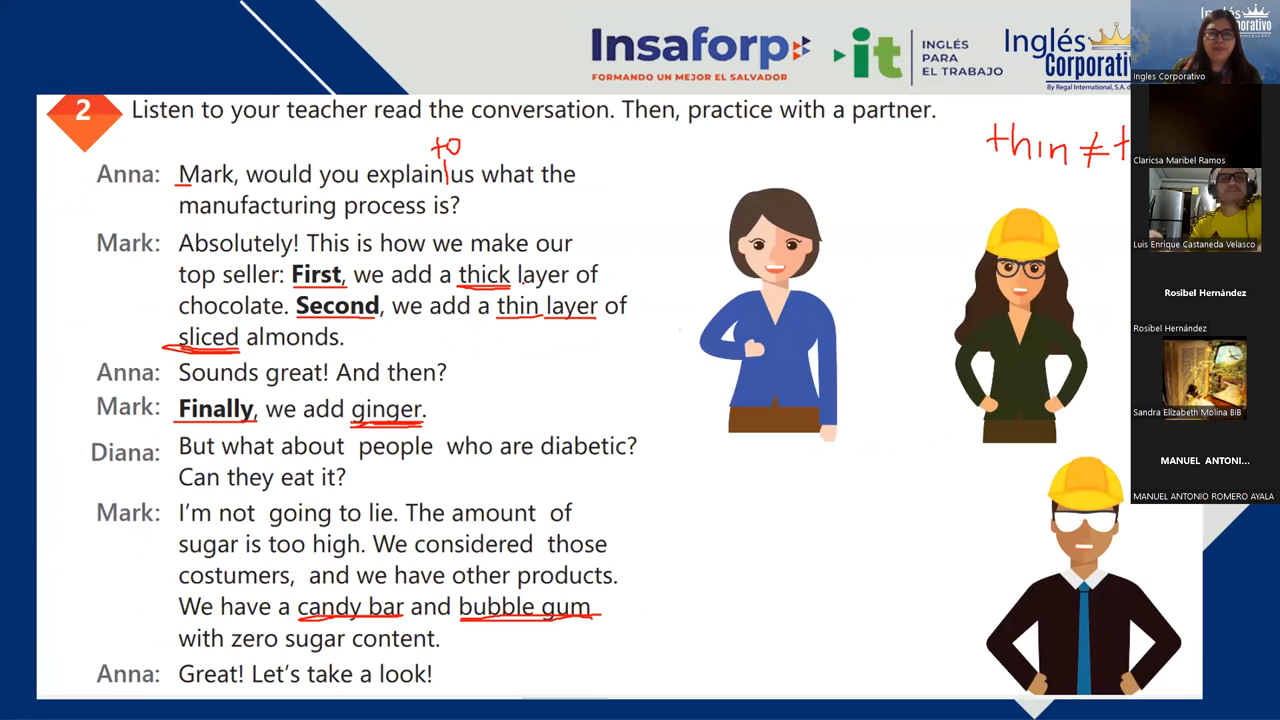 Insaforp
FORMANDO UN MEJOR EL SALVADOR
it
INGLÉS
PARA
EL TRABAJO
Inglés
Corporativ
By Regal International, S.A. d
2 Listen to your teacher read the conversation. Then, practice with a partner.
thin ≠ t
to
Anna: Mark, would you explain us what the
manufacturing process is?
Mark: Absolutely! This is how we make our
top seller: First, we add a thick layer of
chocolate. Second, we add a thin layer of
sliced almonds.
Anna: Sounds great! And then?
Mark: Finally, we add ginger.
Diana: But what about people who are diabetic?
Can they eat it?
Mark: I'm not going to lie. The amount of
sugar is too high. We considered those
costumers, and we have other products.
We have a candy bar and bubble gum
with zero sugar content.
Anna: Great! Let's take a look!
Inglés
orporativo
Ingles Corporativo
Claricsa Maribel Ramos
Luis Enrique Castaneda Velasco
Rosibel Hernández
Rosibel Hernández
Sandra Elizabeth Molina BIB
MANUEL ANTONI...
MANUEL ANTONIO ROMERO AYALA